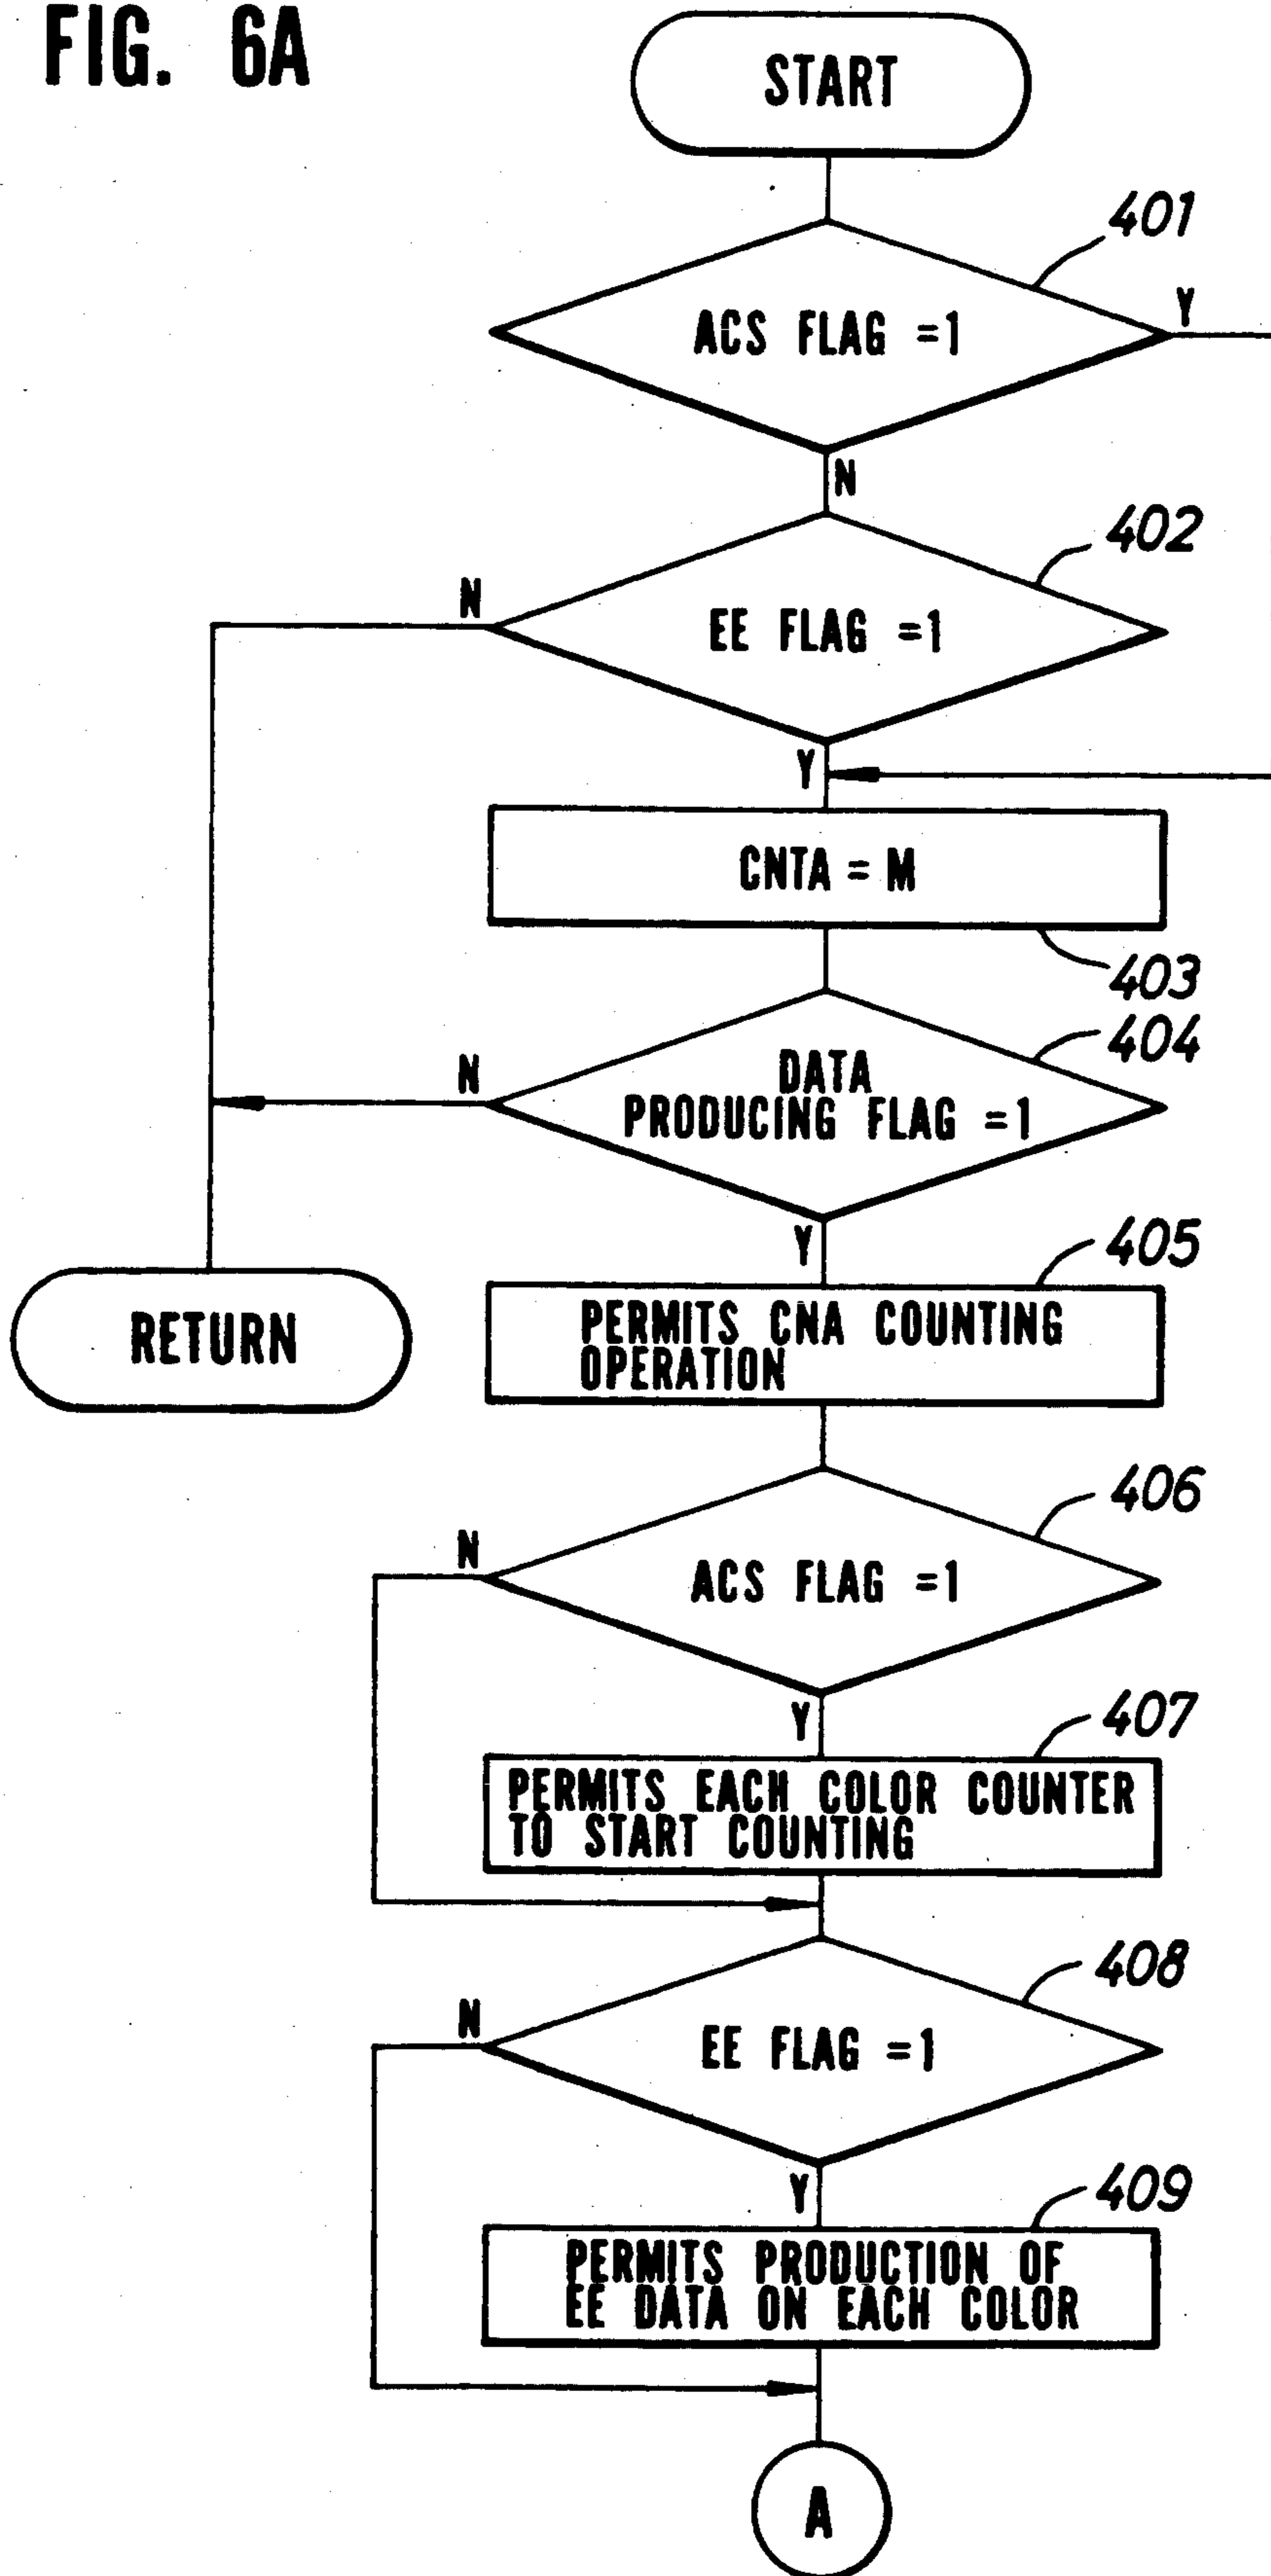 FIG. 6A
START
401
ACS FLAG =1
Y
N
402
N
EE FLAG =1
Y
CNTA = M
403
404
N
DATA
PRODUCING FLAG =1
Y
405
RETURN
PERMITS CNA COUNTING
OPERATION
406
N
ACS FLAG =1
Y
407
PERMITS EACH COLOR COUNTER
TO START COUNTING
408
N
EE FLAG =1
Y
409
PERMITS PRODUCTION OF
EE DATA ON EACH COLOR
A